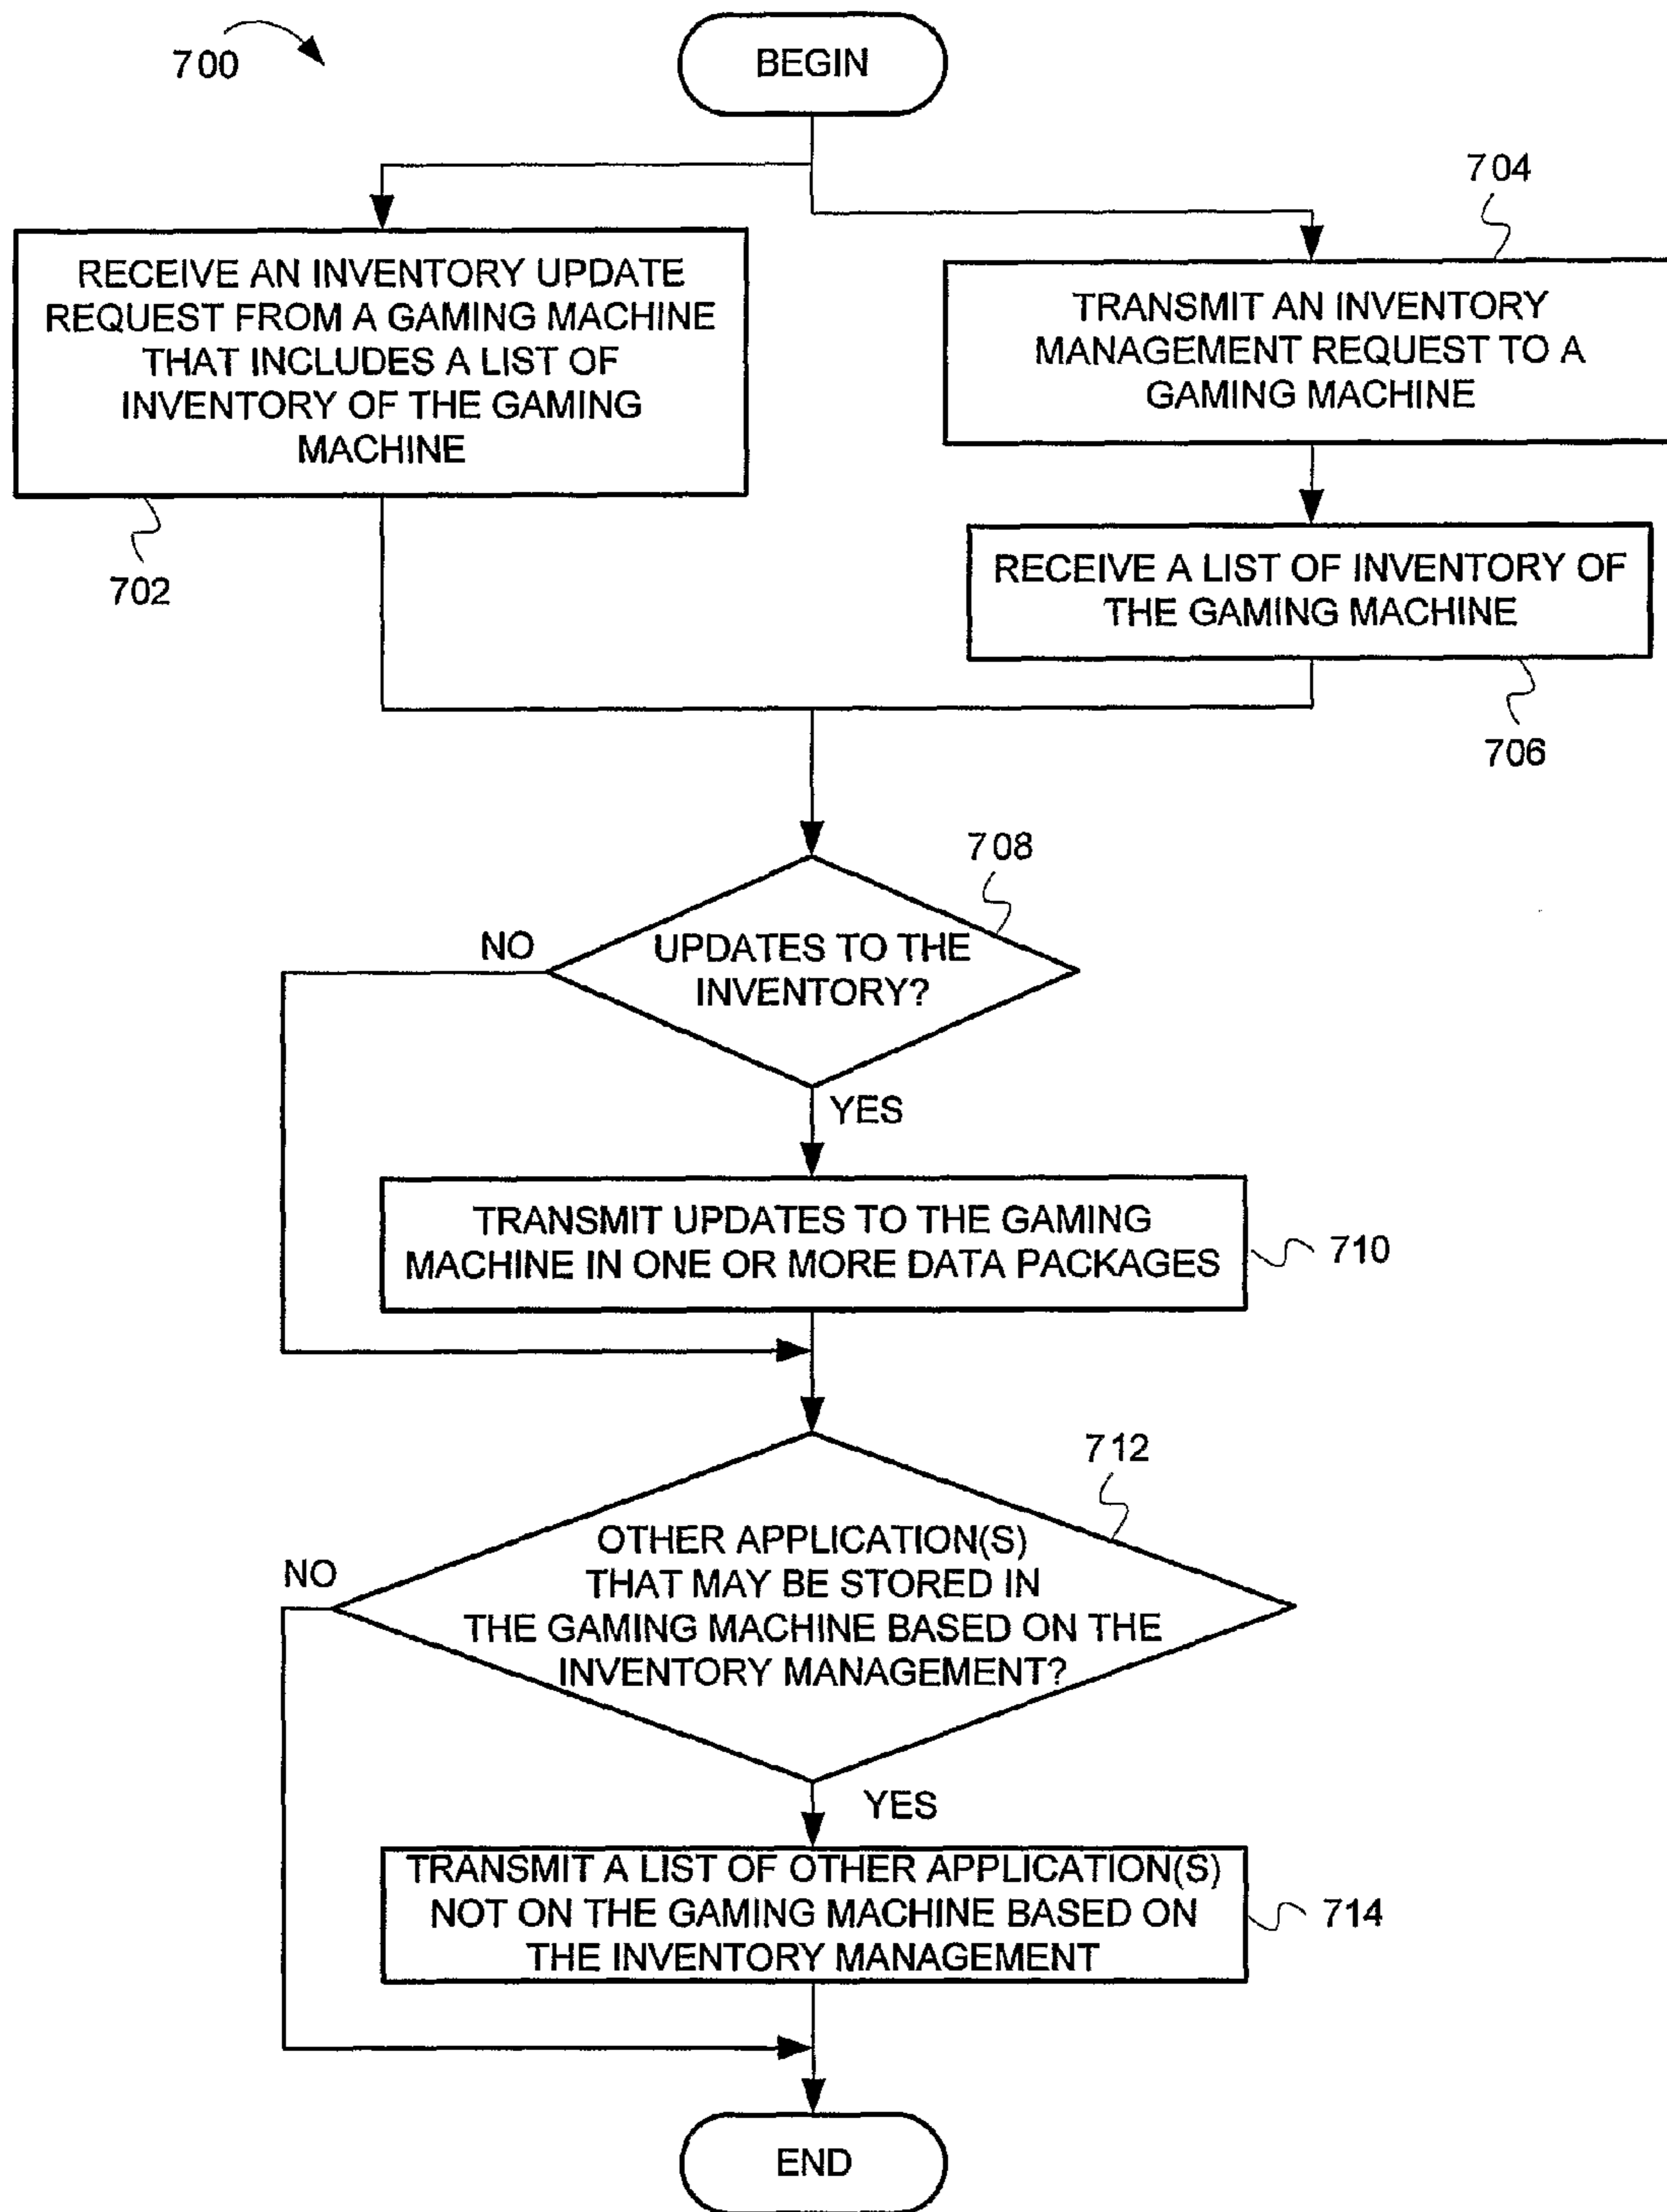 700
BEGIN
704
RECEIVE AN INVENTORY UPDATE
REQUEST FROM A GAMING MACHINE
THAT INCLUDES A LIST OF
INVENTORY OF THE GAMING
MACHINE
702
TRANSMIT AN INVENTORY
MANAGEMENT REQUEST TO A
GAMING MACHINE
RECEIVE A LIST OF INVENTORY OF
THE GAMING MACHINE
706
708
NO
UPDATES TO THE
INVENTORY?
YES
TRANSMIT UPDATES TO THE GAMING
MACHINE IN ONE OR MORE DATA PACKAGES
710
712
NO
OTHER APPLICATION(S)
THAT MAY BE STORED IN
THE GAMING MACHINE BASED ON THE
INVENTORY MANAGEMENT?
YES
TRANSMIT A LIST OF OTHER APPLICATION(S)
NOT ON THE GAMING MACHINE BASED ON
THE INVENTORY MANAGEMENT
714
END